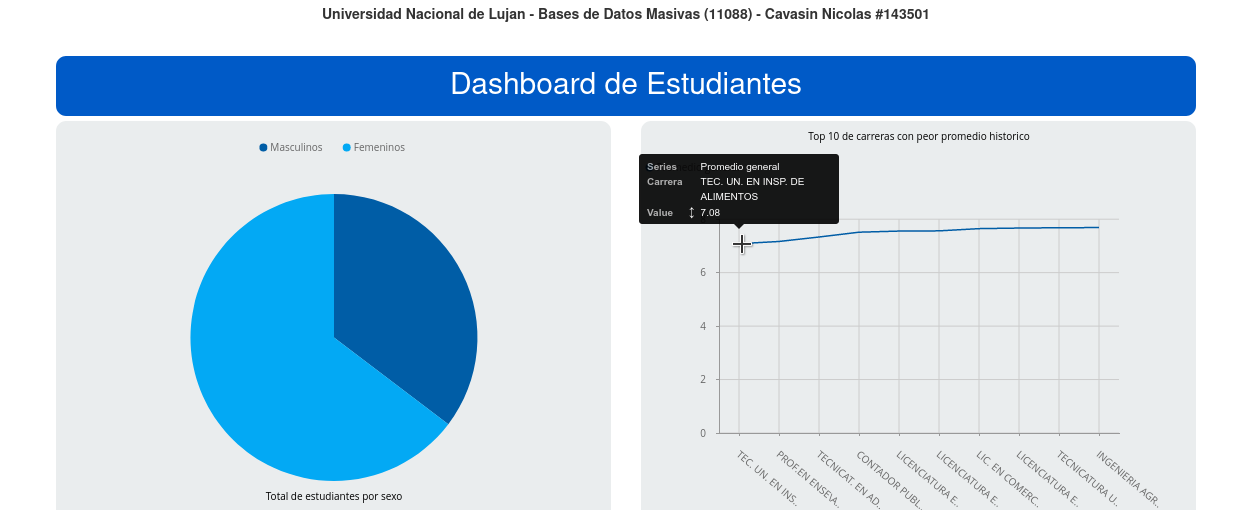 Universidad Nacional de Lujan - Bases de Datos Masivas (11088) - Cavasin Nicolas #143501
Dashboard de Estudiantes
Masculinos Femeninos
Total de estudiantes por sexo
Top 10 de carreras con peor promedio historico
Series Promedio general
Carrera TEC. UN. EN INSP. DE
ALIMENTOS
Value 7.08
6
4
2
0
TEC. UN. EN INS..
PROF.EN ENSEVA..
TECNICAT. EN AD..
CONTADOR PUBL..
LICENCIATURA E..
LICENCIATURA E..
LIC. EN COMERC..
LICENCIATURA E..
TECNICATURA U..
INGENIERIA AGR..